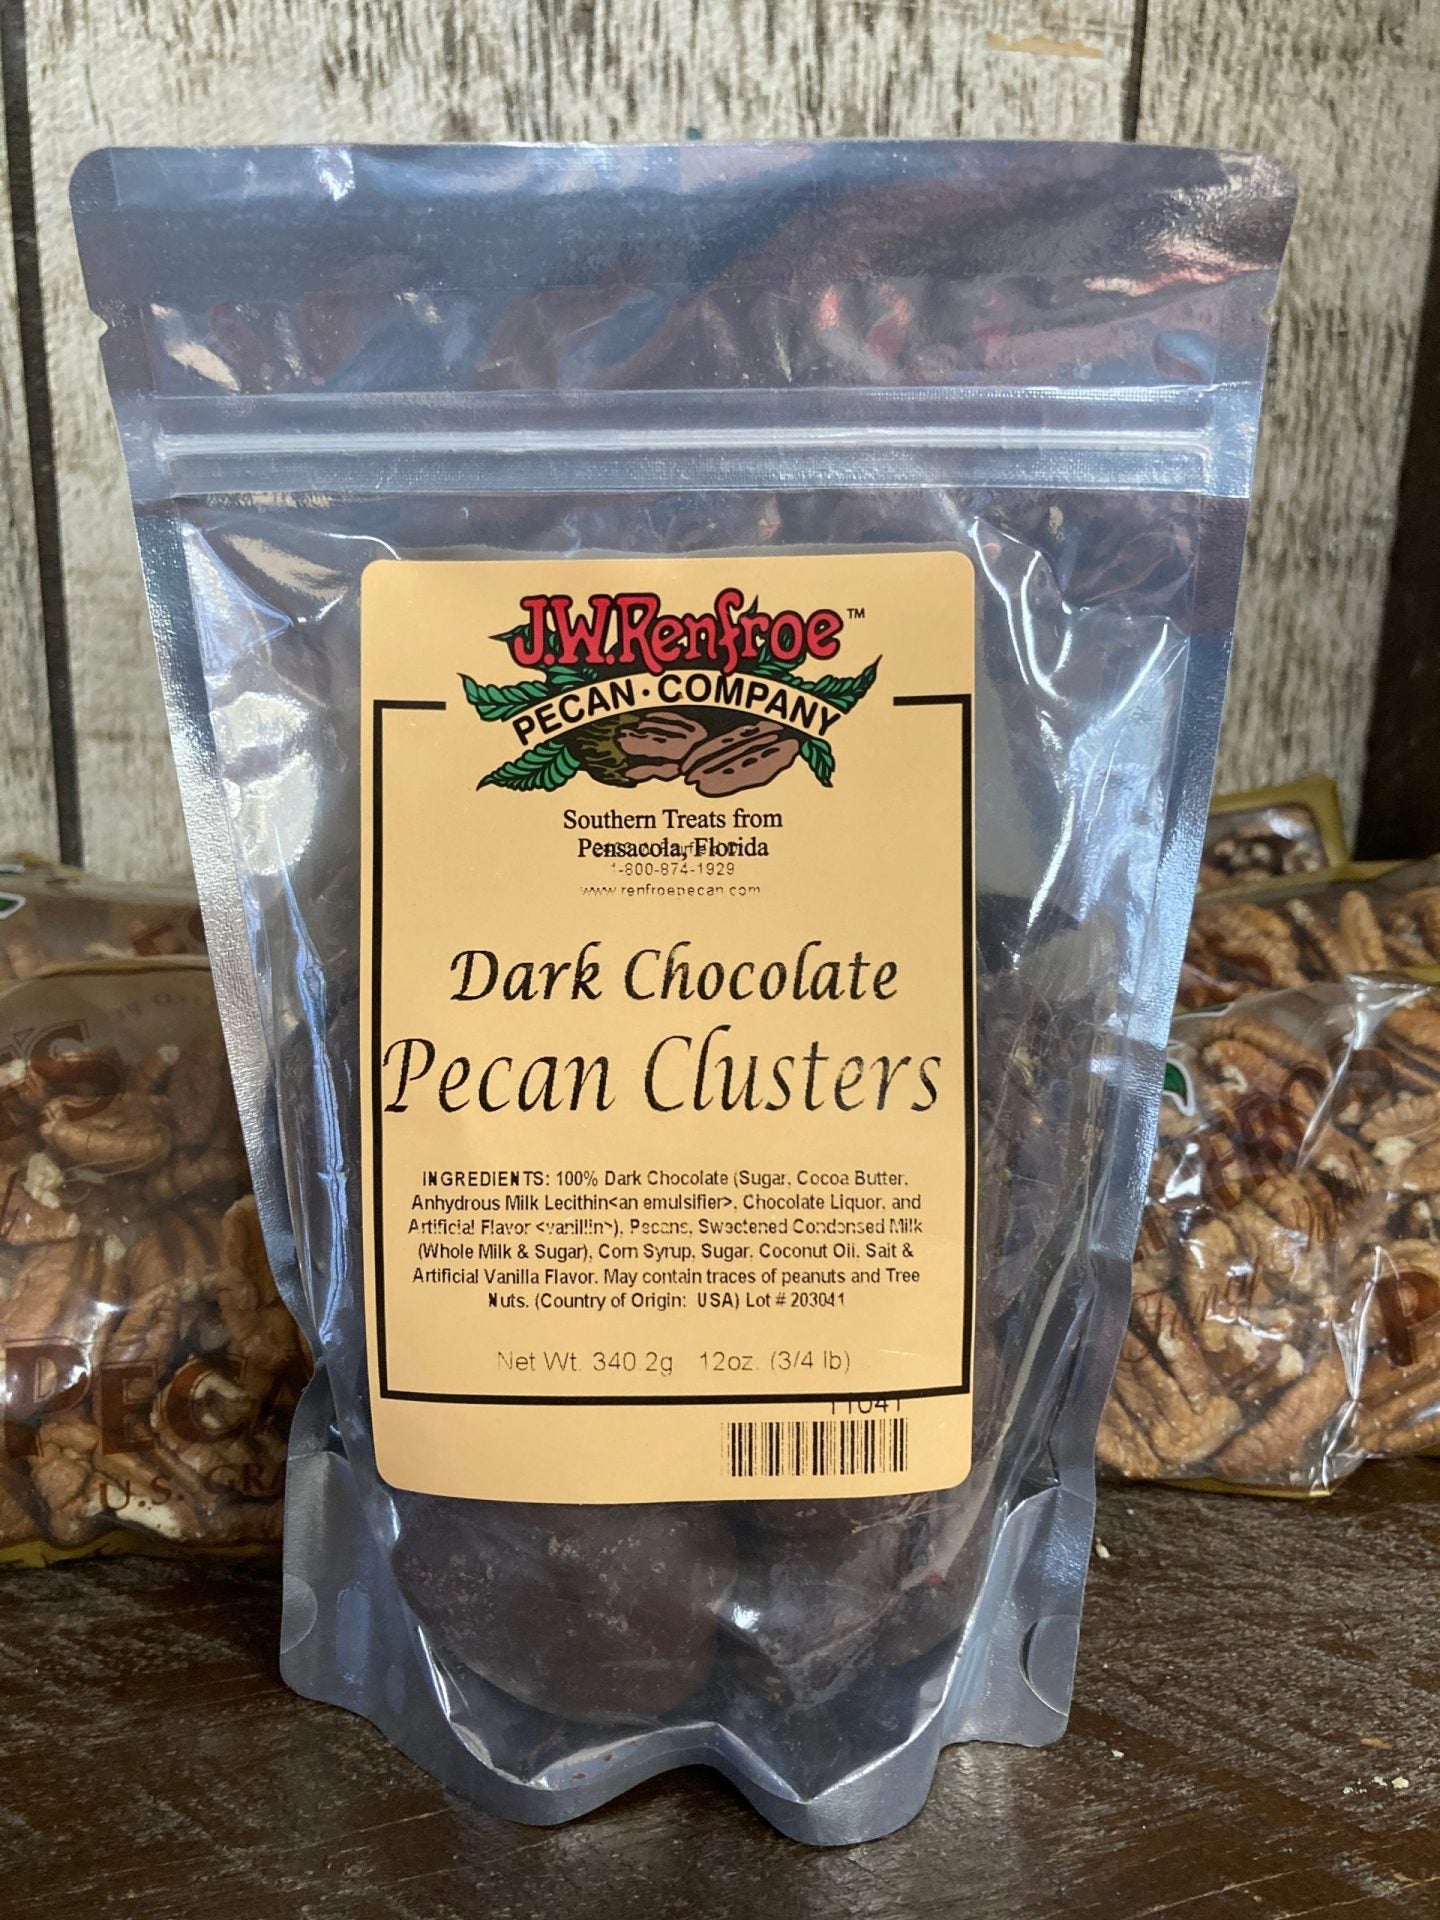 J.W.Renfroe™
PECAN · COMPANY
Southern Treats from
Pensacola, Florida
1-800-874-1929
www.renfroepecan.com
Dark Chocolate
Pecan Clusters
INGREDIENTS: 100% Dark Chocolate (Sugar, Cocoa Butter,
Anhydrous Milk Lecithin<an emulsifier>, Chocolate Liquor, and
Artificial Flavor <vanillin>), Pecans, Sweetened Condensed Milk
(Whole Milk & Sugar), Corn Syrup, Sugar, Coconut Oil, Salt &
Artificial Vanilla Flavor. May contain traces of peanuts and Tree
Nuts. (Country of Origin: USA) Lot # 203041
Net Wt. 340.2g 12oz. (3/4 lb)
11041
PECA
U.S. GRA